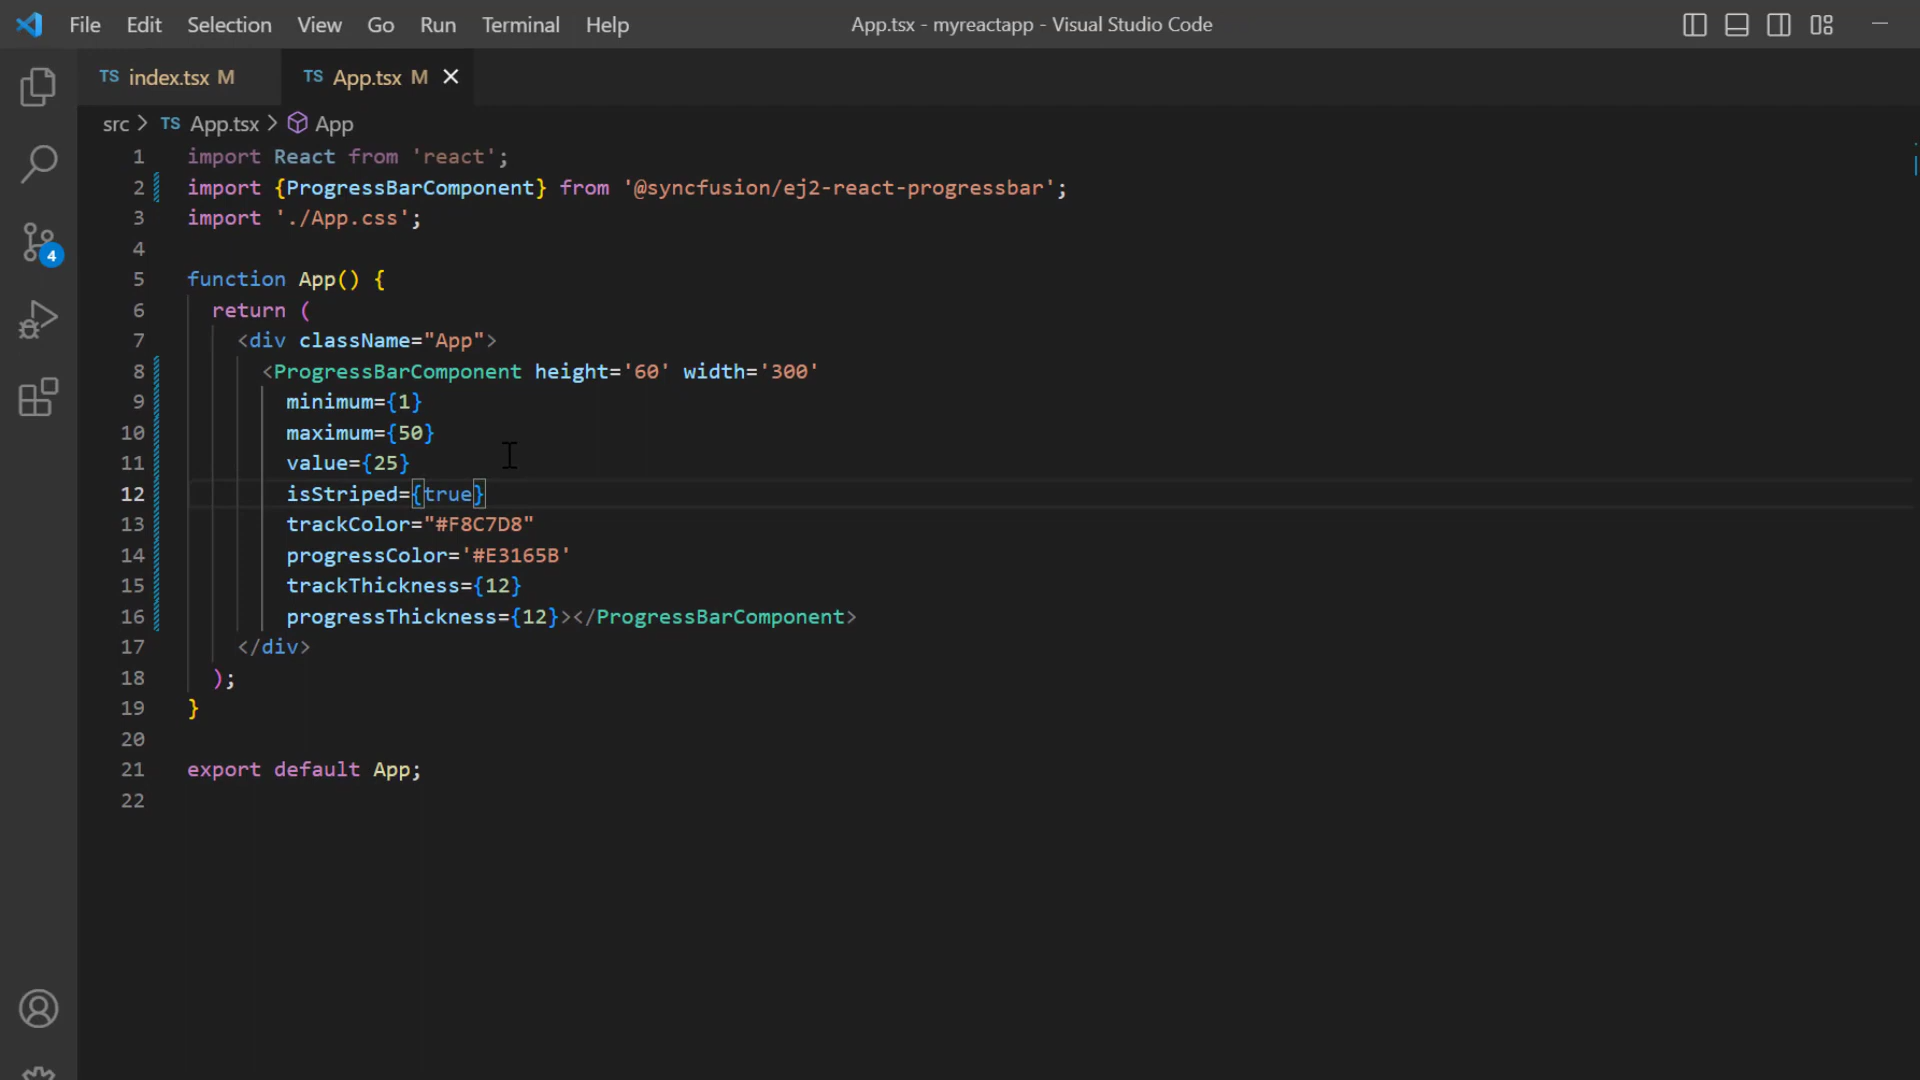 File Edit Selection View Go Run Terminal Help App.tsx - myreactapp - Visual Studio Code
TS index.tsx M TS App.tsx M
src > TS App.tsx > App
1 import React from 'react';
2 import {ProgressBarComponent} from '@syncfusion/ej2-react-progressbar';
3 import './App.css';
4
5 function App() {
6 return (
7 <div className="App">
8 <ProgressBarComponent height='60' width='300'
9 minimum={1}
10 maximum={50}
11 value={25}
12 isStriped={true}
13 trackColor="#F8C7D8"
14 progressColor='#E3165B'
15 trackThickness={12}
16 progressThickness={12}></ProgressBarComponent>
17 </div>
18 );
19 }
20
21 export default App;
22
4